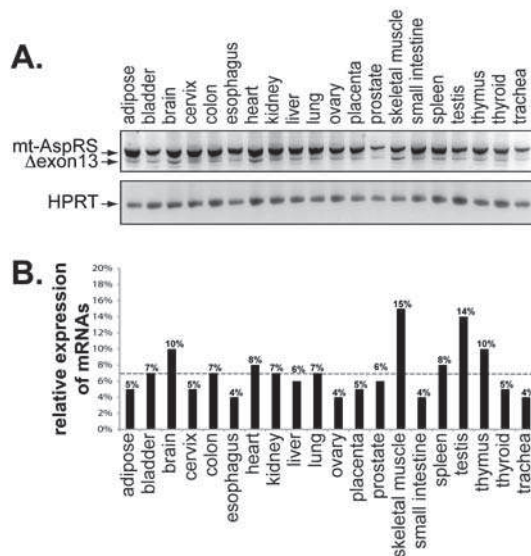 A.
adipose
bladder
brain
cervix
colon
esophagus
heart
kidney
liver
lung
ovary
placenta
prostate
skeletal muscle
small intestine
spleen
testis
thymus
thyroid
trachea
mt-AspRS
Δexon13
HPRT
B.
relative expression
of mRNAs
20%
18%
16%
14%
12%
10%
8%
6%
4%
2%
0%
5%
7%
10%
5%
7%
4%
8%
7%
6%
7%
4%
5%
6%
15%
4%
8%
14%
10%
5%
4%
adipose
bladder
brain
cervix
colon
esophagus
heart
kidney
liver
lung
ovary
placenta
prostate
skeletal muscle
small intestine
spleen
testis
thymus
thyroid
trachea